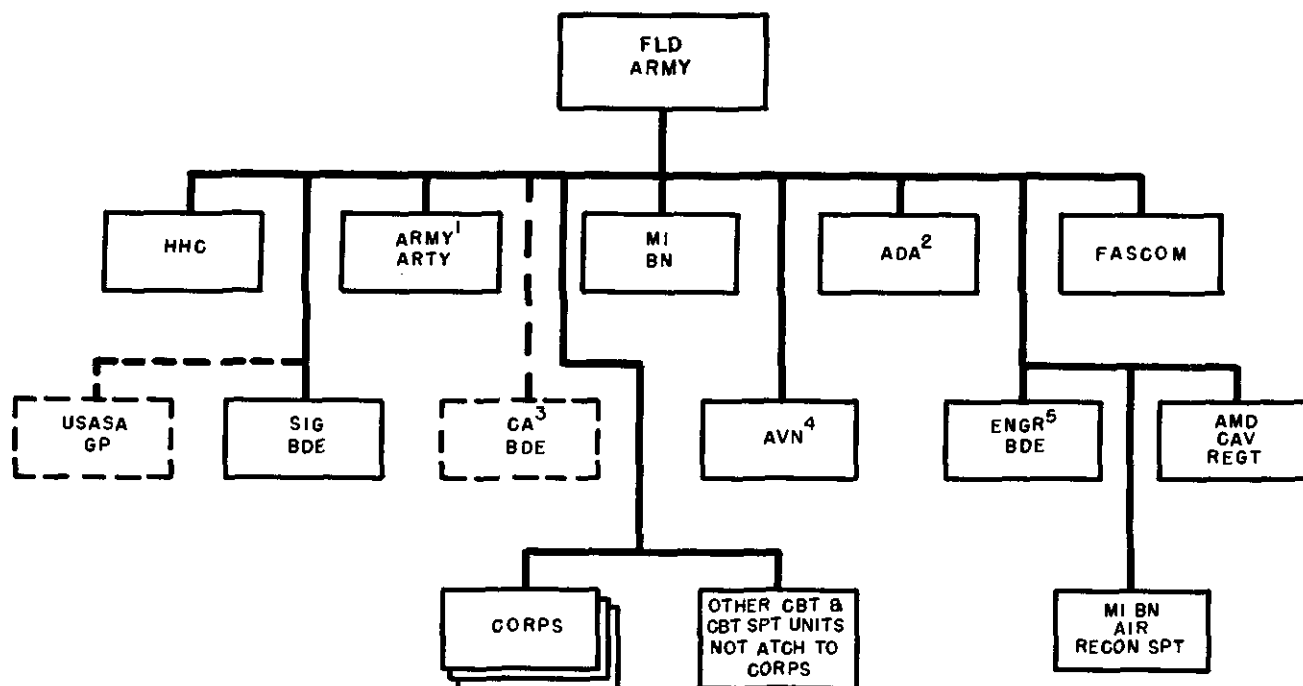 FLD
ARMY
HHC
ARMY¹
ARTY
MI
BN
ADA²
FASCOM
USASA
GP
SIG
BDE
CA³
BDE
AVN⁴
ENGR⁵
BDE
AMD
CAV
REGT
CORPS
OTHER CBT &
CBT SPT UNITS
NOT ATCH TO
CORPS
MI BN
AIR
RECON SPT